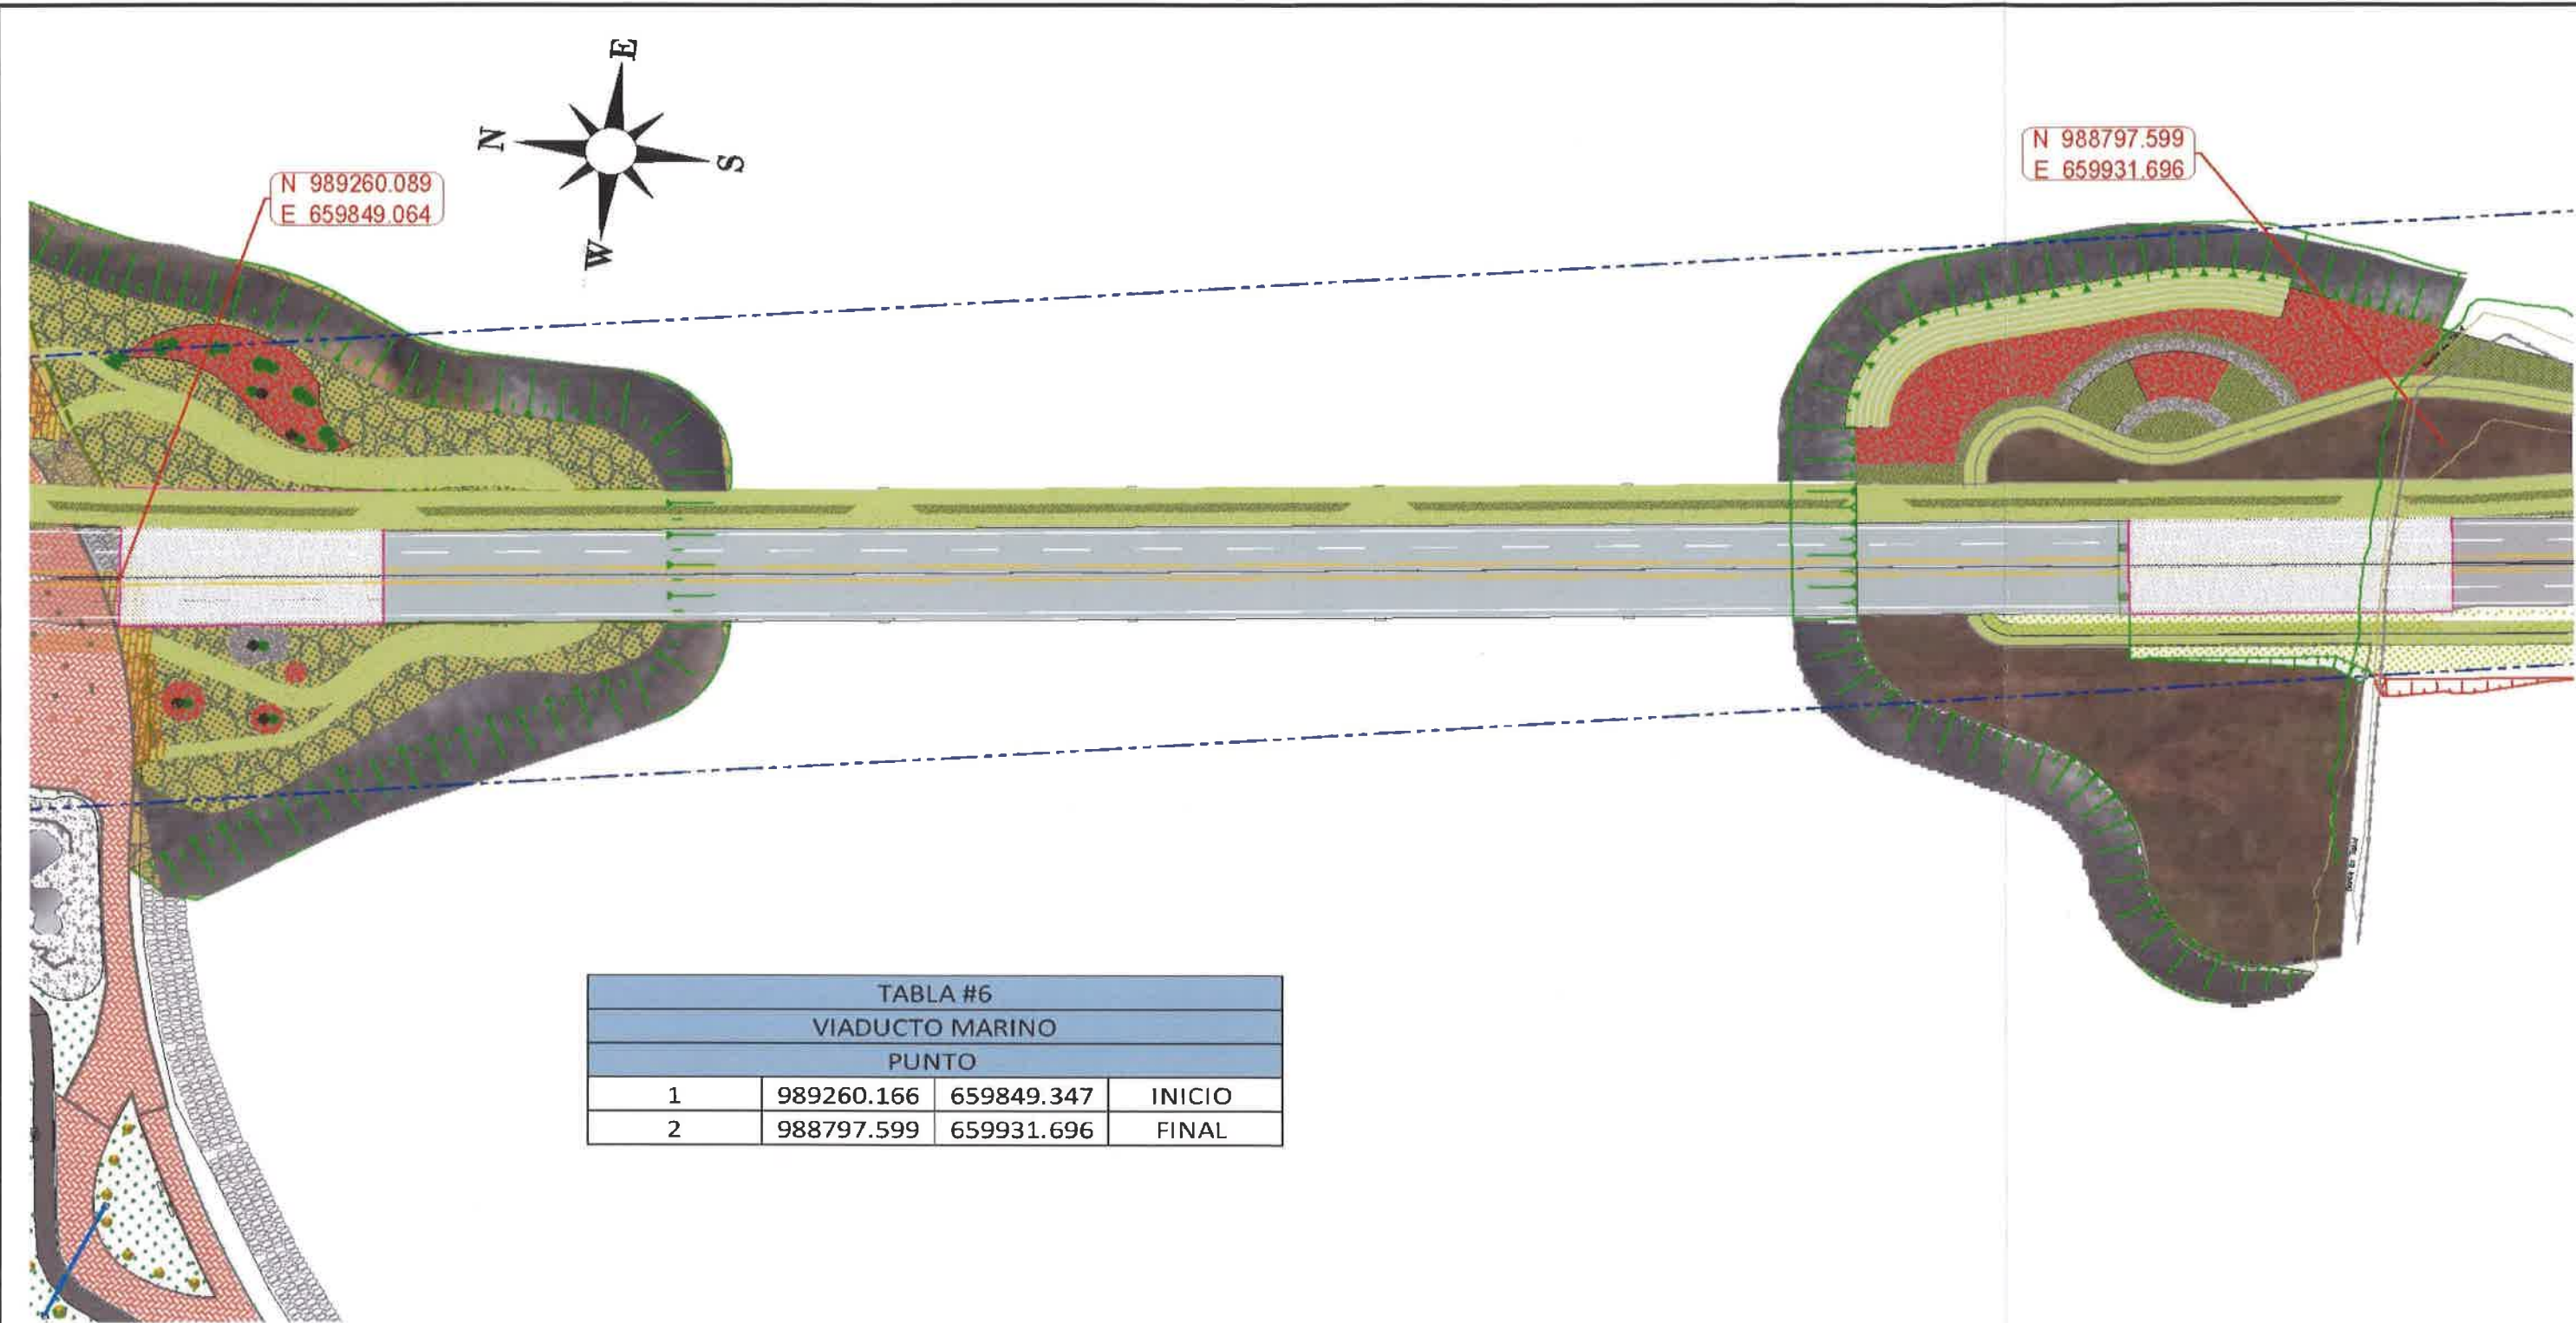 E
N
S
W
N 989260.089
E 659849.064
N 988797.599
E 659931.696
TABLA #6
VIADUCTO MARINO
PUNTO
1 989260.166 659849.347 INICIO
2 988797.599 659931.696 FINAL